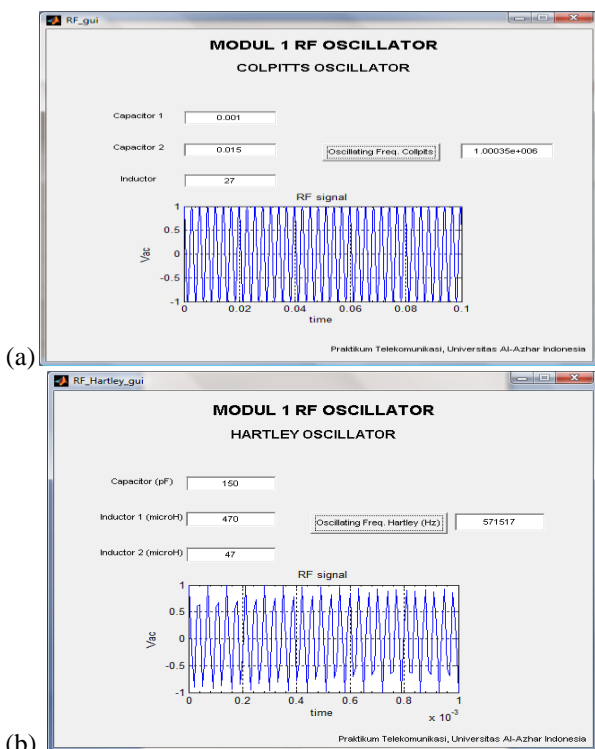 RF_gui
MODUL 1 RF OSCILLATOR
COLPITTS OSCILLATOR
Capacitor 1 0.001
Capacitor 2 0.015 Oscillating Freq. Collpits 1.00035e+006
Inductor 27
RF signal
1
0.5
0
-0.5
-1
Vac
0 0.02 0.04 0.06 0.08 0.1
time
Praktikum Telekomunikasi, Universitas Al-Azhar Indonesia
(a)
RF_Hartley_gui
MODUL 1 RF OSCILLATOR
HARTLEY OSCILLATOR
Capacitor (pF) 150
Inductor 1 (microH) 470 Oscillating Freq. Hartley (Hz) 571517
Inductor 2 (microH) 47
RF signal
1
0.5
0
-0.5
-1
Vac
0 0.2 0.4 0.6 0.8 1
time x 10^-3
Praktikum Telekomunikasi, Universitas Al-Azhar Indonesia
(b)